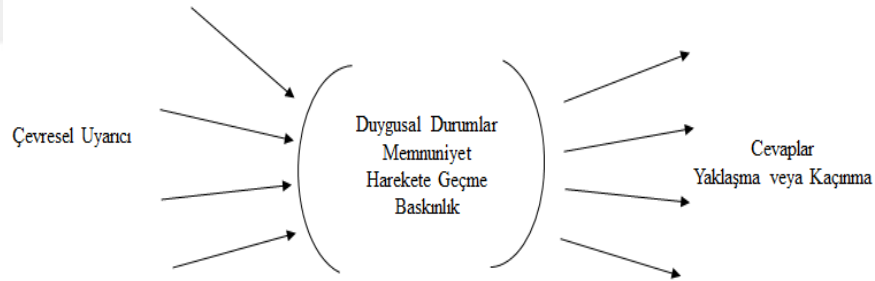 Çevresel Uyarıcı
Duygusal Durumlar
Memnuniyet
Harekete Geçme
Baskınlık
Cevaplar
Yaklaşma veya Kaçınma